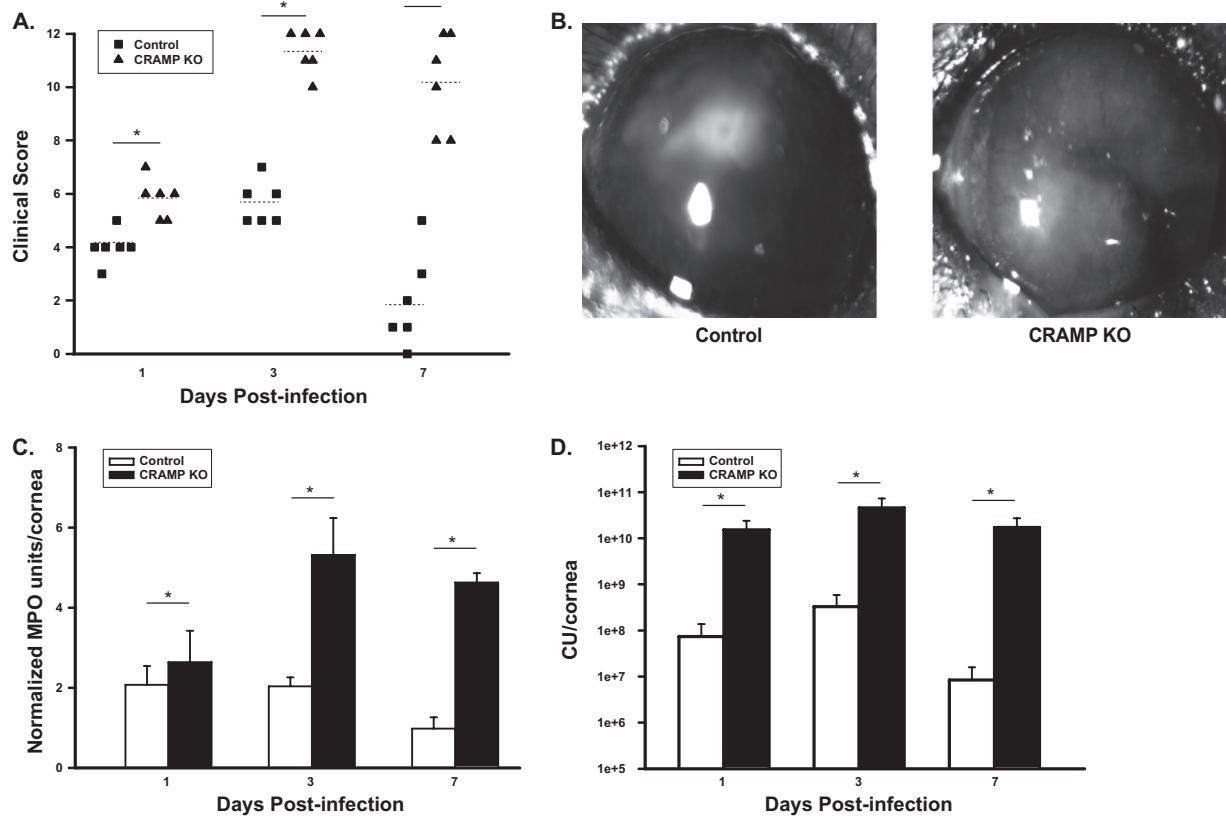 A.
*
*
12
10
8
6
4
2
0
Control
CRAMP KO
Clinical Score
1
3
7
Days Post-infection
B.
Control
CRAMP KO
C.
8
6
4
2
0
Control
CRAMP KO
*
*
*
Normalized MPO units/cornea
1
3
7
Days Post-infection
D.
1e+12
1e+11
1e+10
1e+9
1e+8
1e+7
1e+6
1e+5
Control
CRAMP KO
*
*
*
CU/cornea
1
3
7
Days Post-infection